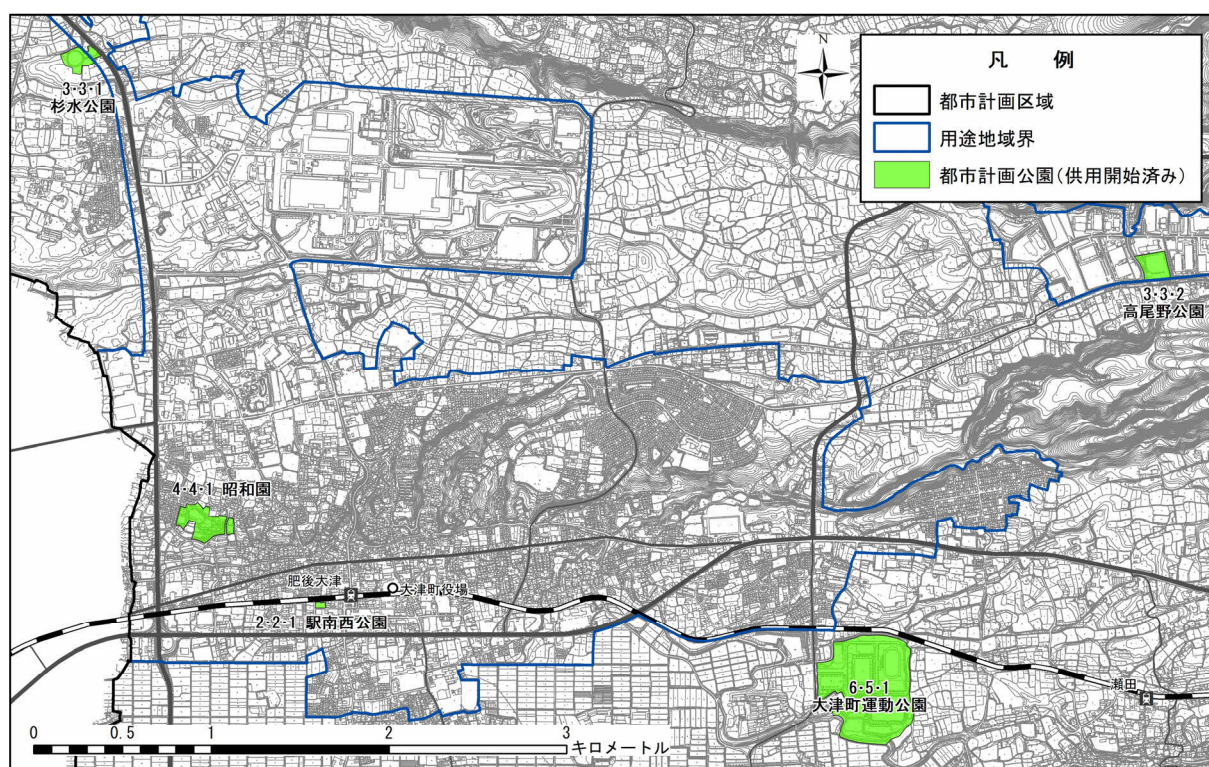 N
凡 例
都市計画区域
用途地域界
都市計画公園(供用開始済み)
3・3・1
杉水公園
3・3・2
高尾野公園
4・4・1 昭和園
肥後大津
大津町役場
2・2・1 駅南西公園
6・5・1
大津町運動公園
瀬田
0 0.5 1 2 3
キロメートル